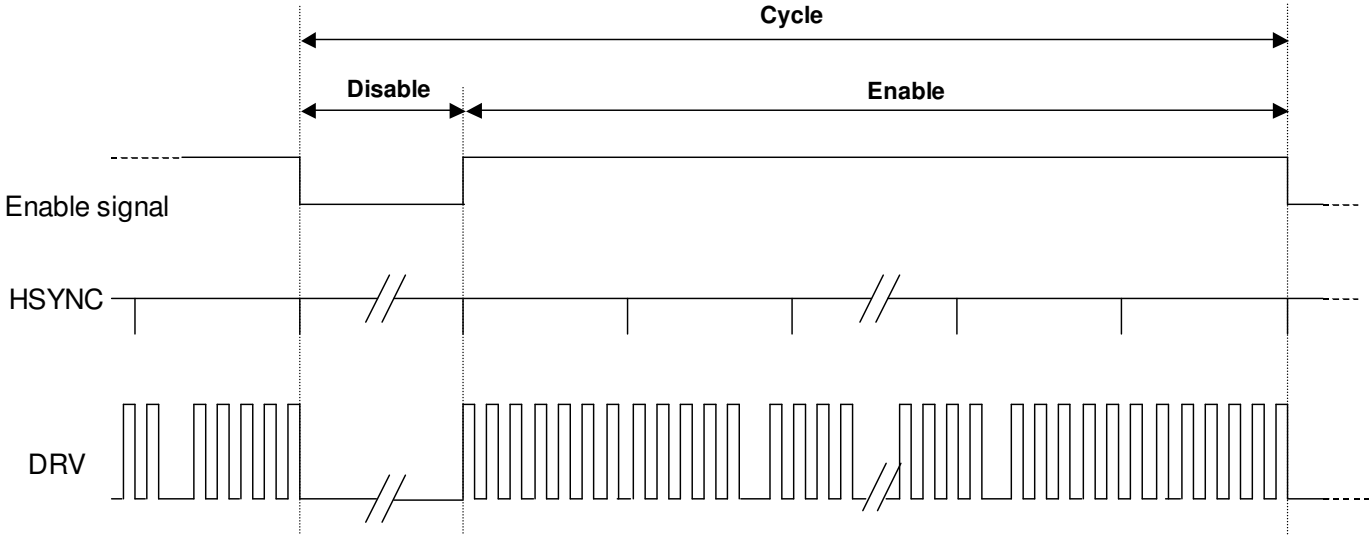 Cycle
Disable
Enable
Enable signal
HSYNC
DRV